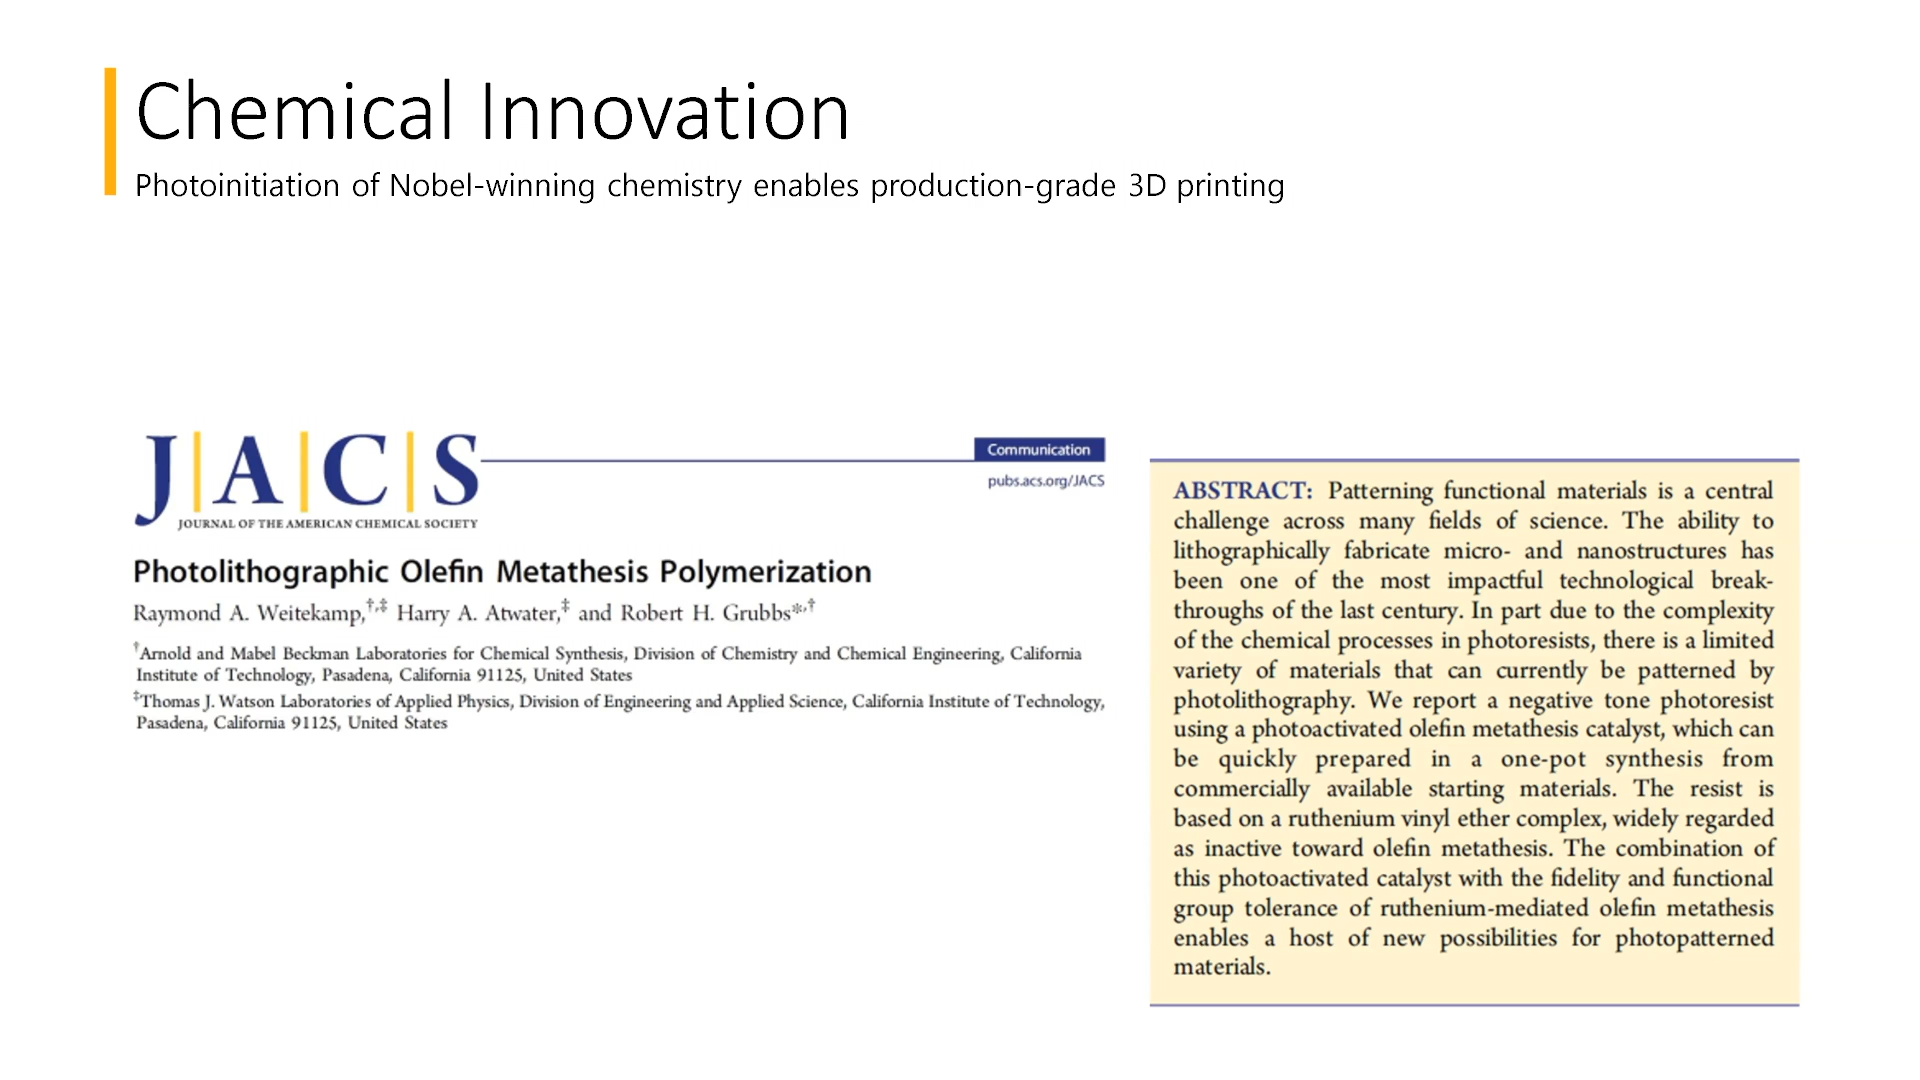 Chemical Innovation
Photoinitiation of Nobel-winning chemistry enables production-grade 3D printing
J|A|C|S
JOURNAL OF THE AMERICAN CHEMICAL SOCIETY
Communication
pubs.acs.org/JACS
Photolithographic Olefin Metathesis Polymerization
Raymond A. Weitekamp,†,‡ Harry A. Atwater,‡ and Robert H. Grubbs*,†
†Arnold and Mabel Beckman Laboratories for Chemical Synthesis, Division of Chemistry and Chemical Engineering, California
Institute of Technology, Pasadena, California 91125, United States
‡Thomas J. Watson Laboratories of Applied Physics, Division of Engineering and Applied Science, California Institute of Technology,
Pasadena, California 91125, United States
ABSTRACT: Patterning functional materials is a central
challenge across many fields of science. The ability to
lithographically fabricate micro- and nanostructures has
been one of the most impactful technological break-
throughs of the last century. In part due to the complexity
of the chemical processes in photoresists, there is a limited
variety of materials that can currently be patterned by
photolithography. We report a negative tone photoresist
using a photoactivated olefin metathesis catalyst, which can
be quickly prepared in a one-pot synthesis from
commercially available starting materials. The resist is
based on a ruthenium vinyl ether complex, widely regarded
as inactive toward olefin metathesis. The combination of
this photoactivated catalyst with the fidelity and functional
group tolerance of ruthenium-mediated olefin metathesis
enables a host of new possibilities for photopatterned
materials.